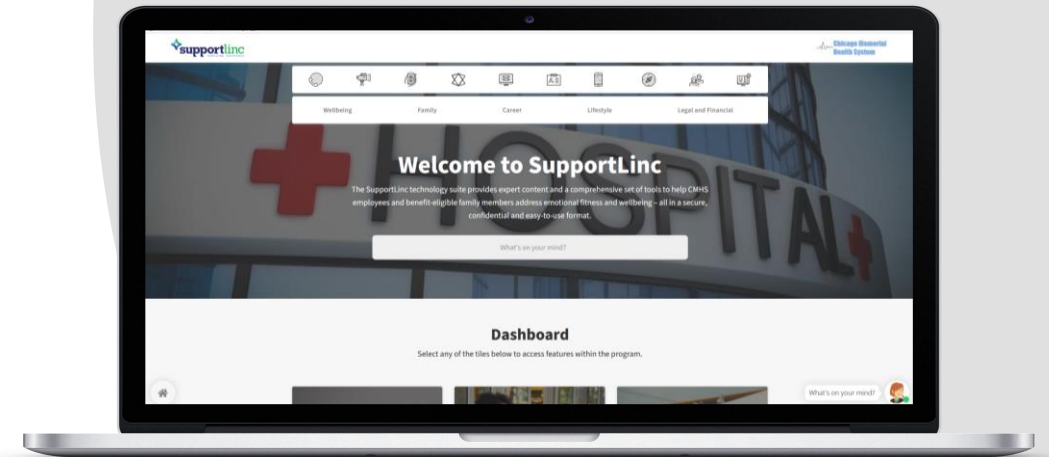 supportlinc
Chicago Memorial
Health System
Wellbeing Family Career Lifestyle Legal and Financial
HOSPITAL
Welcome to SupportLinc
The SupportLinc technology suite provides expert content and a comprehensive set of tools to help CMHS
employees and benefit-eligible family members address emotional fitness and wellbeing – all in a secure,
confidential and easy-to-use format.
What's on your mind?
Dashboard
Select any of the tiles below to access features within the program.
What's on your mind?